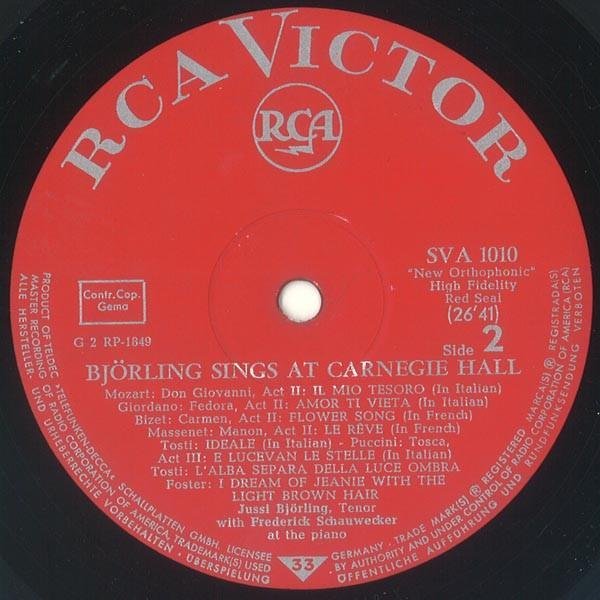 RCA VICTOR
RCA
SVA 1010
"New Orthophonic"
High Fidelity
Red Seal
(26'41)
Side 2
Contr. Cop.
Gema
G 2 RP-1849
BJÖRLING SINGS AT CARNEGIE HALL
Mozart: Don Giovanni, Act II: IL MIO TESORO (In Italian)
Giordano: Fedora, Act II: AMOR TI VIETA (In Italian)
Bizet: Carmen, Act II: FLOWER SONG (In French)
Massenet: Manon, Act II: LE RÊVE (In French)
Tosti: IDEALE (In Italian) - Puccini: Tosca,
Act III: E LUCEVAN LE STELLE (In Italian)
Tosti: L'ALBA SEPARA DELLA LUCE OMBRA
Foster: I DREAM OF JEANIE WITH THE
LIGHT BROWN HAIR
Jussi Björling, Tenor
with Frederick Schauwecker
at the piano
33
PRODUCT OF TELDEC »TELEFUNKEN-DECCA« SCHALLPLATTEN GMBH. LICENSEE
MASTER RECORDING OF RADIO CORPORATION OF AMERICA, TRADEMARK(S) USED
ALLE HERSTELLER- UND URHEBERRECHTE VORBEHALTEN · ÜBERSPIELUNG
GERMANY · TRADE MARK(S) ® REGISTERED. MARCA(S) ® REGISTRADA(S)
BY AUTHORITY AND UNDER CONTROL OF RADIO CORPORATION OF AMERICA (RCA)
ÖFFENTLICHE AUFFÜHRUNG UND RUNDFUNKSENDUNG VERBOTEN